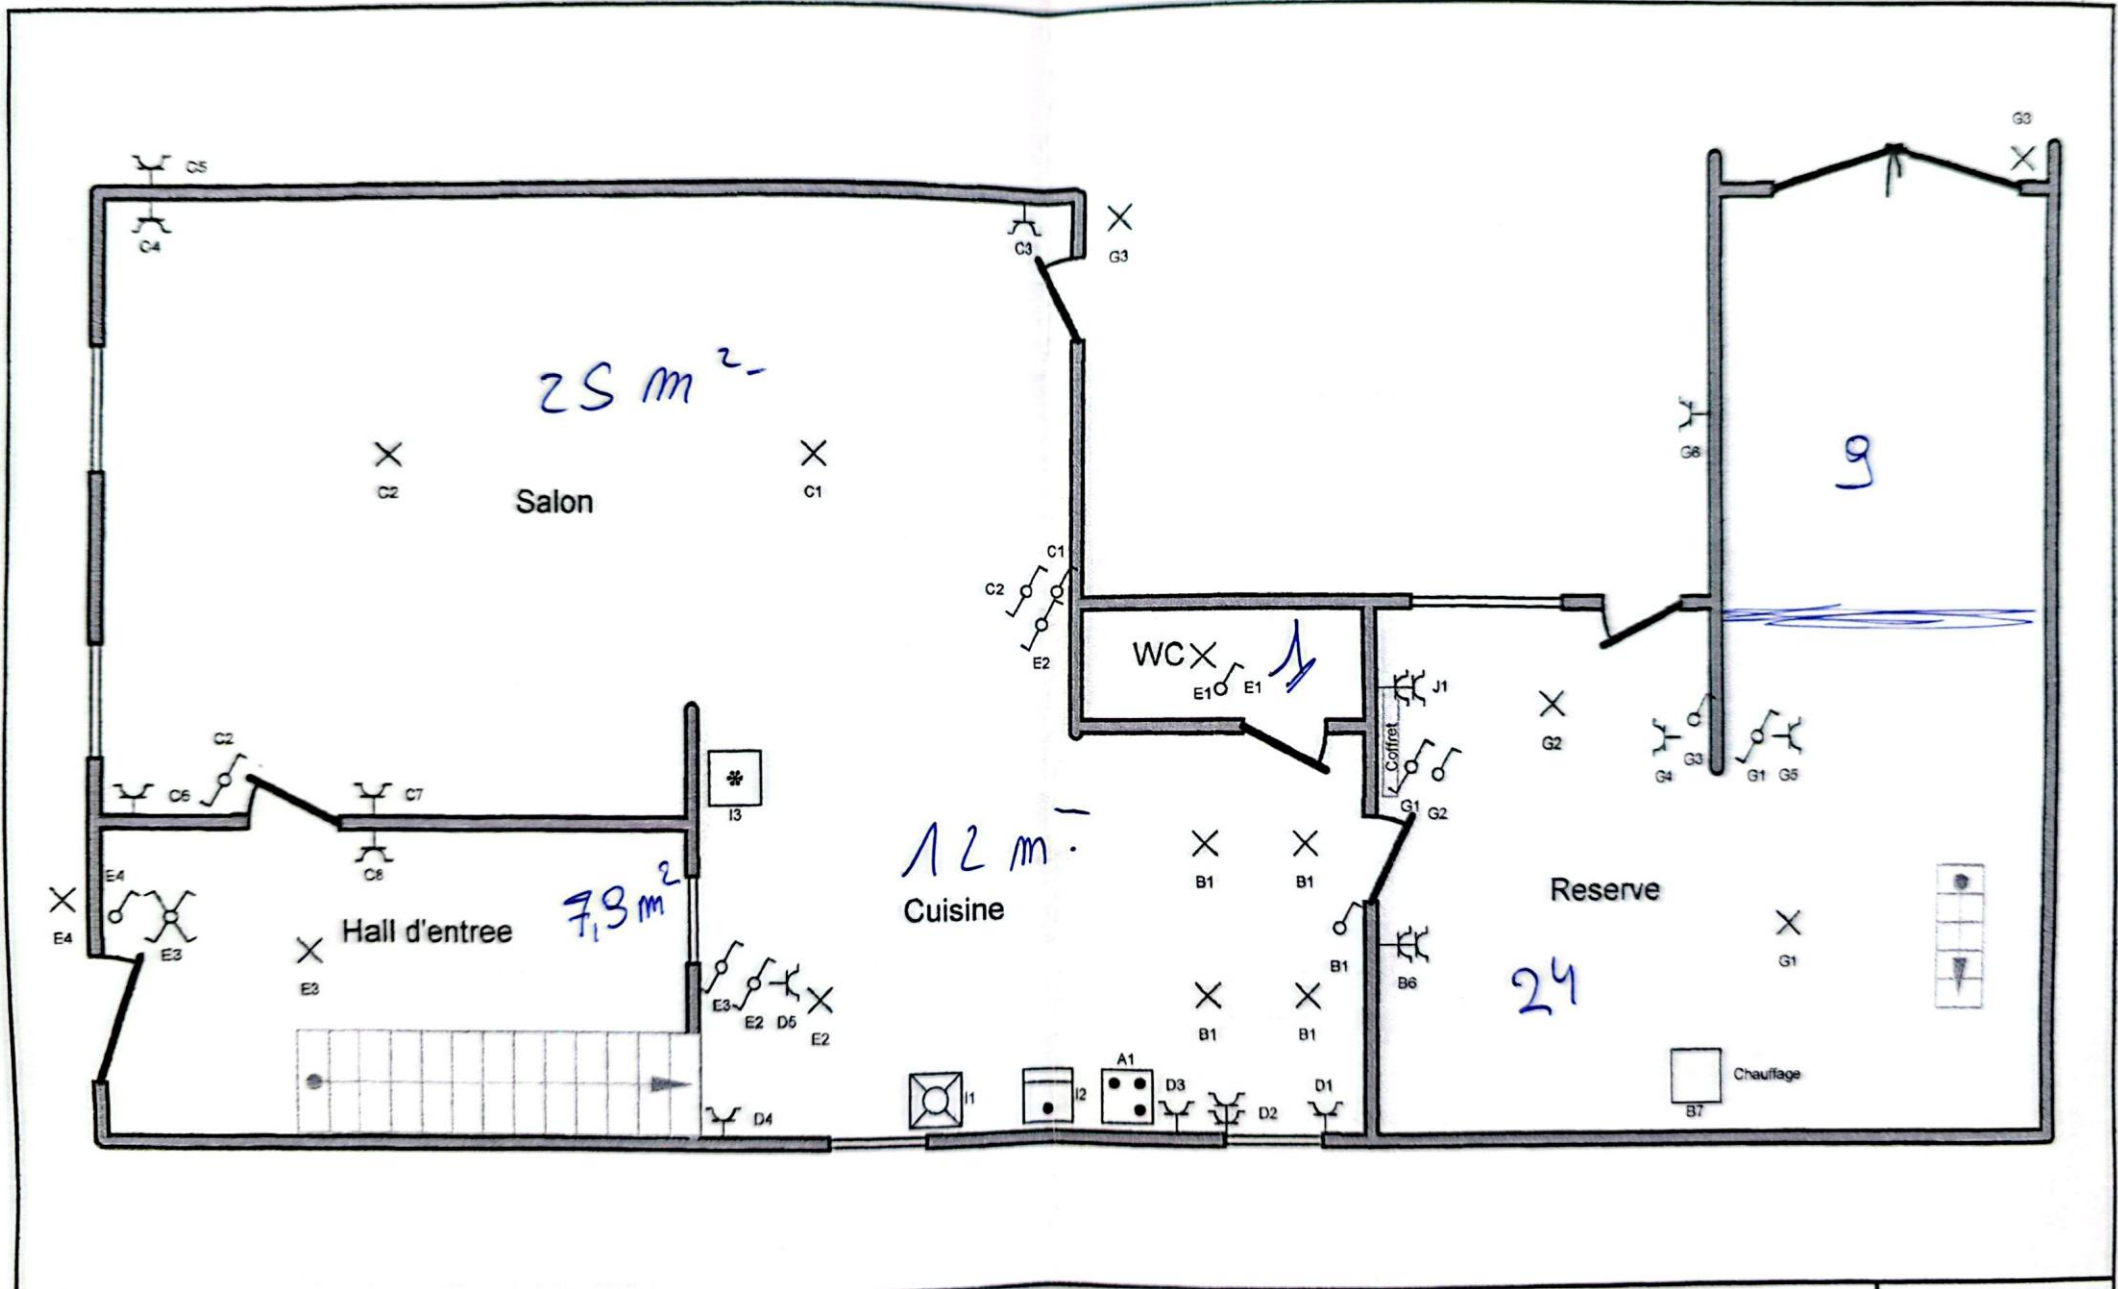 G3
C5
C4
C3
G3
25 m²
C2
C1
Salon
9
G6
C1
C2
E2
WC
E1
E1
1
J1
Coffret
G2
G4
G3
G1
G5
C2
C6
C7
I3
C8
G1
G2
12 m
B1
B1
Cuisine
Reserve
E4
E4
E3
Hall d'entree
7,9 m²
E3
G1
B1
B6
24
E3
E2
D5
E2
B1
B1
A1
I1
I2
D3
D2
D1
D4
Chauffage
B7